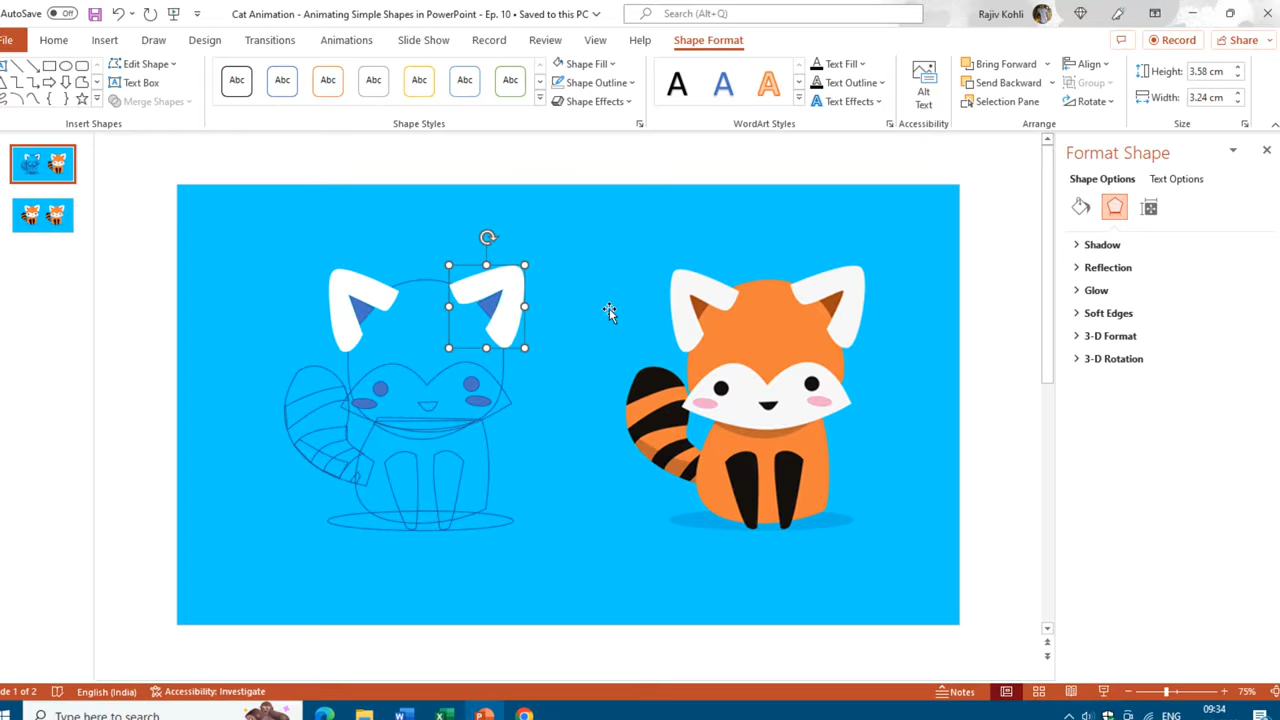 AutoSave Off Cat Animation - Animating Simple Shapes in PowerPoint - Ep. 10 • Saved to this PC Search (Alt+Q) Rajiv Kohli
File Home Insert Draw Design Transitions Animations Slide Show Record Review View Help Shape Format Record Share
Edit Shape Text Box Merge Shapes
Insert Shapes
Abc Abc Abc Abc Abc Abc Abc
Shape Fill Shape Outline Shape Effects
Shape Styles
A A A
Text Fill Text Outline Text Effects
WordArt Styles
Alt
Text
Accessibility
Bring Forward Send Backward Selection Pane
Align Group Rotate
Arrange
Height: 3.58 cm
Width: 3.24 cm
Size
Format Shape
Shape Options Text Options
Shadow
Reflection
Glow
Soft Edges
3-D Format
3-D Rotation
de 1 of 2 English (India) Accessibility: Investigate Notes 75%
Type here to search ENG 09:34